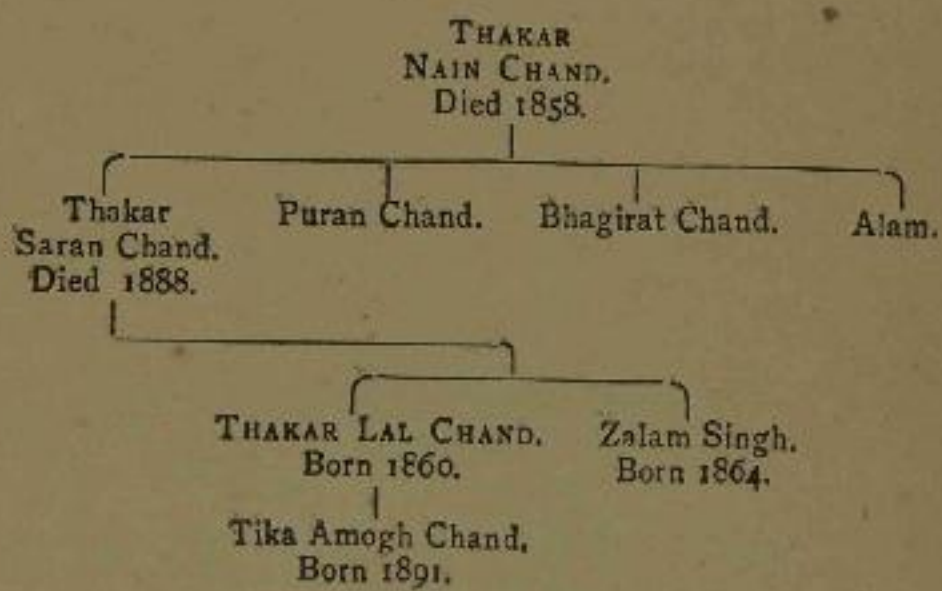 THAKAR
NAIN CHAND.
Died 1858.
Thakar
Saran Chand.
Died 1888.
Puran Chand.
Bhagirat Chand.
Alam.
THAKAR LAL CHAND.
Born 1860.
Zalam Singh.
Born 1864.
Tika Amogh Chand.
Born 1891.